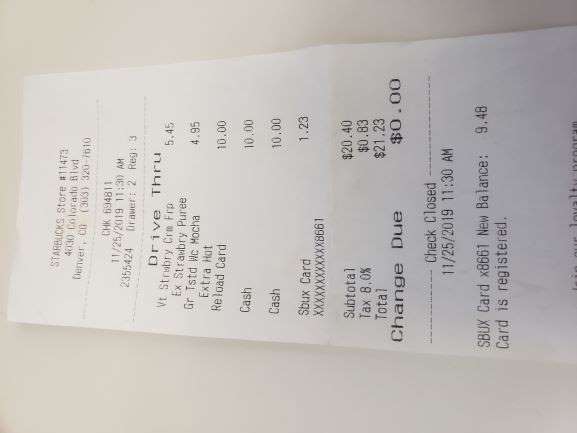 STARBUCKS Store #11473
4030 Colorado Blvd
Denver, CO (303) 320-7610
CHK 694811
11/25/2019 11:30 AM
2355424 Drawer: 2 Reg: 3
Drive Thru
Vt Strwbry Crm Frp 5.45
Ex Strawbry Puree
Gr Tstd Wc Mocha 4.95
Extra Hot
Reload Card 10.00
Cash 10.00
Cash 10.00
Sbux Card 1.23
XXXXXXXXXXXX8661
Subtotal $20.40
Tax 8.0% $0.83
Total $21.23
Change Due $0.00
Check Closed
11/25/2019 11:30 AM
SBUX Card x8661 New Balance: 9.48
Card is registered.
loyalty program